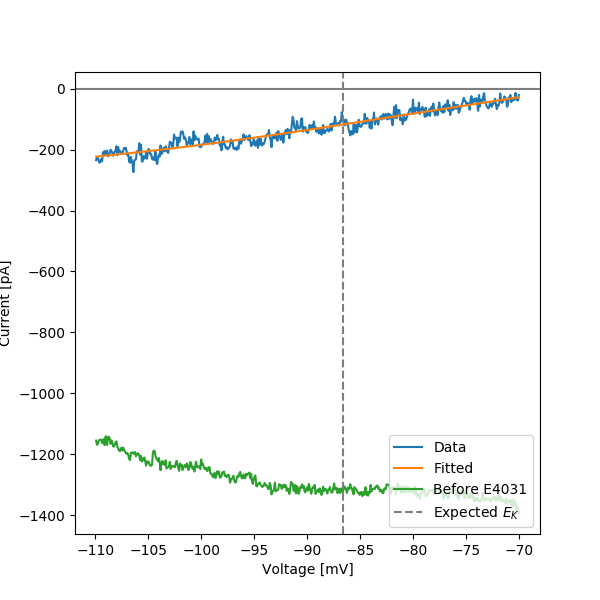 0
−200
−400
−600
−800
−1000
−1200
−1400
Current [pA]
−110
−105
−100
−95
−90
−85
−80
−75
−70
Voltage [mV]
Data
Fitted
Before E4031
Expected $E_K$